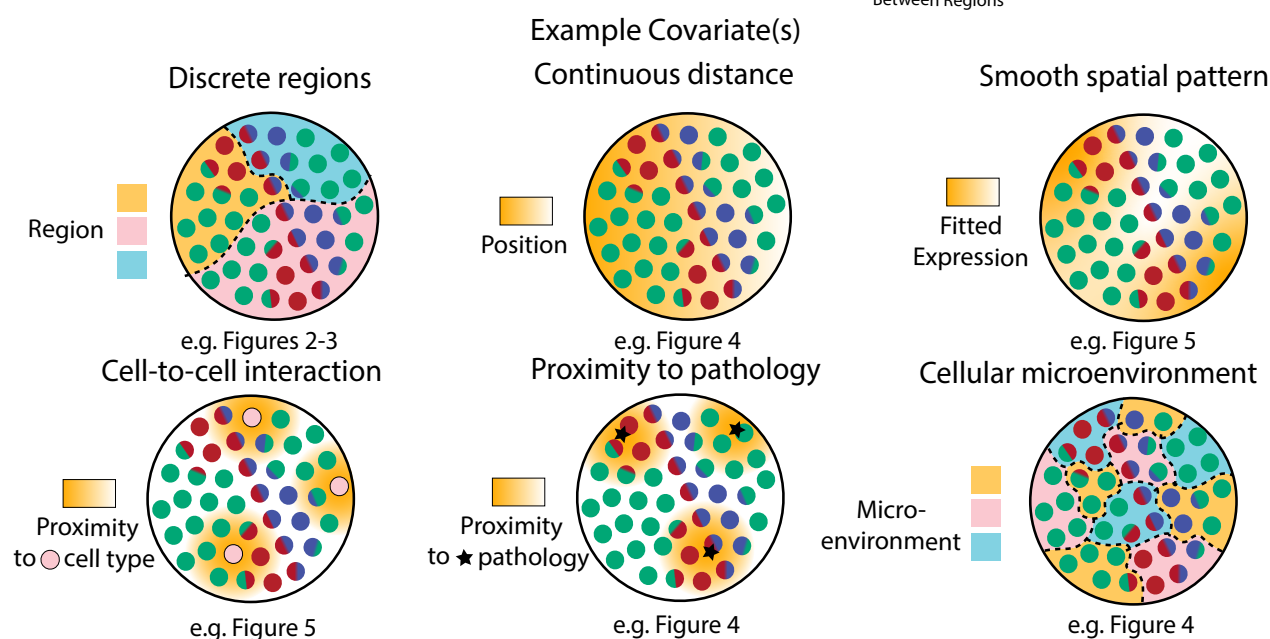 Between Regions
Example Covariate(s)
Discrete regions
Continuous distance
Smooth spatial pattern
Region
Position
Fitted
Expression
e.g. Figures 2-3
e.g. Figure 4
e.g. Figure 5
Cell-to-cell interaction
Proximity to pathology
Cellular microenvironment
Proximity
to cell type
Proximity
to ★ pathology
Micro-
environment
e.g. Figure 5
e.g. Figure 4
e.g. Figure 4